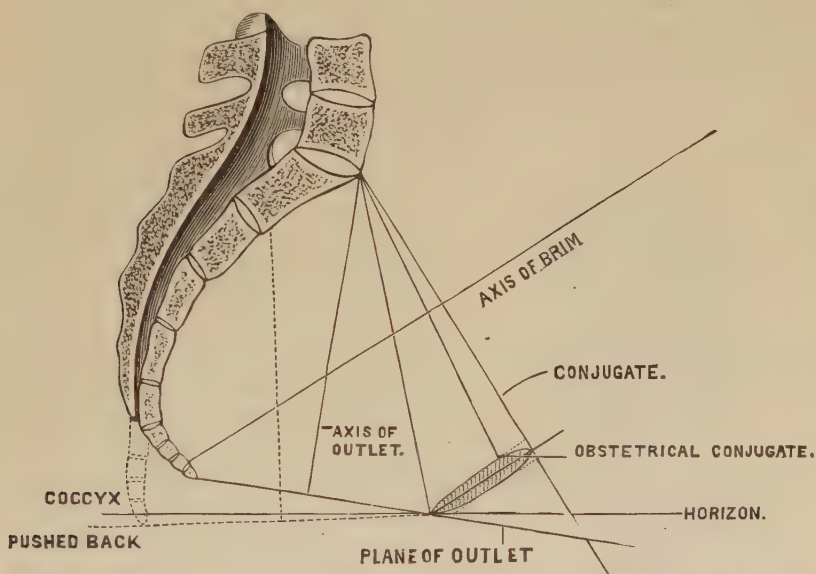 AXIS OF BRIM
CONJUGATE.
AXIS OF
OUTLET.
OBSTETRICAL CONJUGATE.
COCCYX
HORIZON.
PUSHED BACK
PLANE OF OUTLET